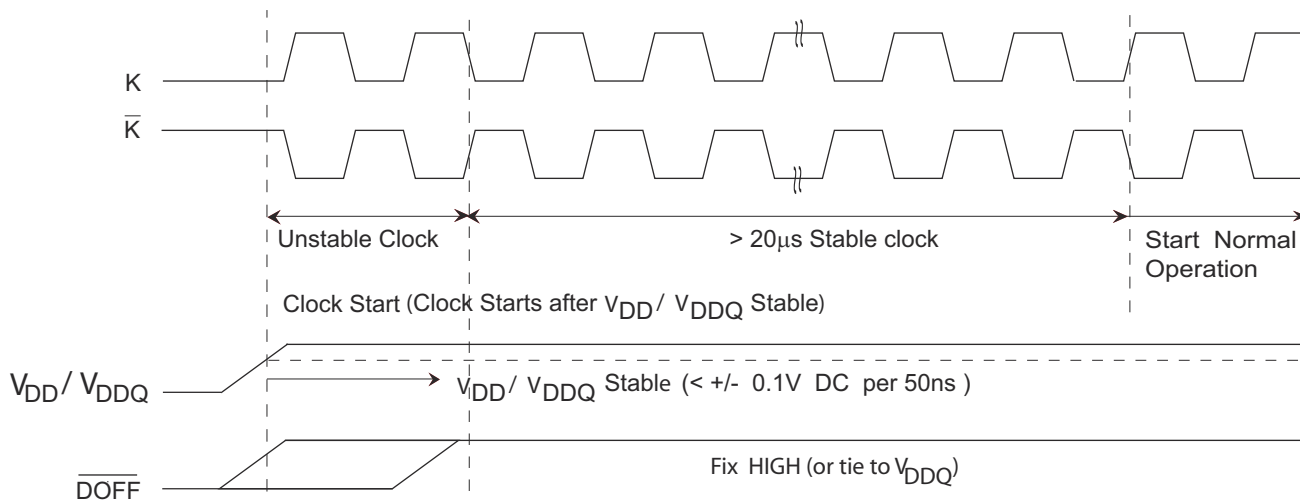 K
K̅
Unstable Clock
> 20μs Stable clock
Start Normal
Operation
Clock Start (Clock Starts after VDD / VDDQ Stable)
VDD / VDDQ
VDD / VDDQ Stable (< +/- 0.1V DC per 50ns )
Fix HIGH (or tie to VDDQ)
D̅O̅F̅F̅